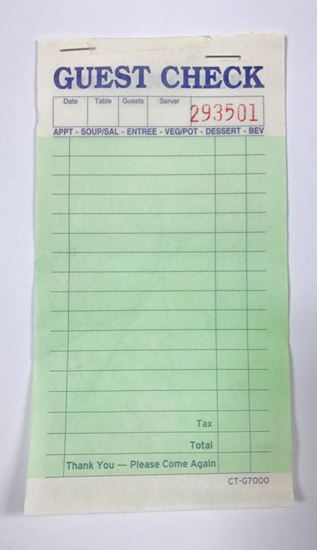 GUEST CHECK
Date Table Guests Server
293501
APPT - SOUP/SAL - ENTREE - VEG/POT - DESSERT - BEV
Tax
Total
Thank You — Please Come Again
CT-G7000